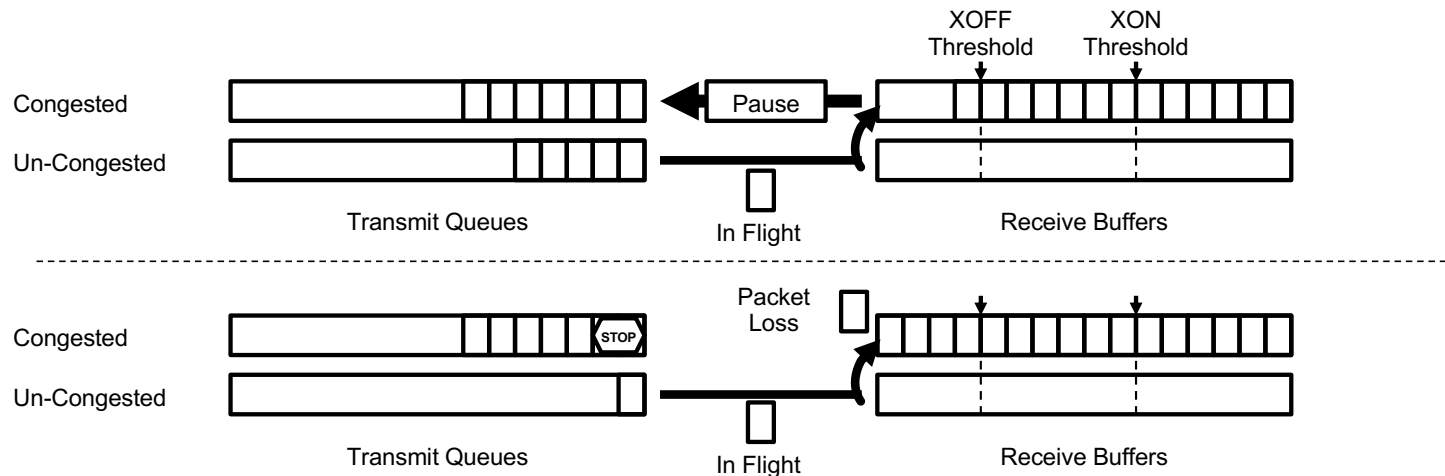 XOFF
Threshold
XON
Threshold
Congested
Pause
Un-Congested
Transmit Queues
In Flight
Receive Buffers
Packet
Loss
Congested
STOP
Un-Congested
Transmit Queues
In Flight
Receive Buffers